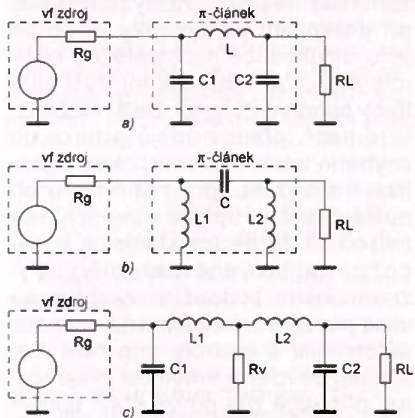 vf zdroj
π-článek
Rg
L
C1
C2
RL
a)
vf zdroj
π-článek
Rg
C
L1
L2
RL
b)
vf zdroj
Rg
L1
L2
C1
Rv
C2
RL
c)